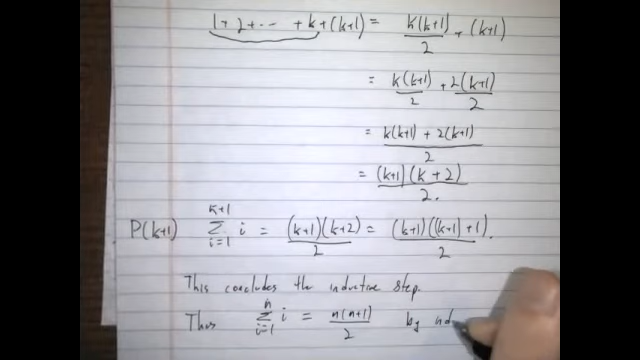 1+2+...+k+(k+1) = k(k+1)/2 + (k+1)
= k(k+1)/2 + 2(k+1)/2
= k(k+1) + 2(k+1) / 2
= (k+1)(k+2) / 2.
P(k+1) ∑_{i=1}^{k+1} i = (k+1)(k+2)/2 = (k+1)((k+1)+1)/2.
This concludes the inductive step.
Thus ∑_{i=1}^{n} i = n(n+1)/2 by ind